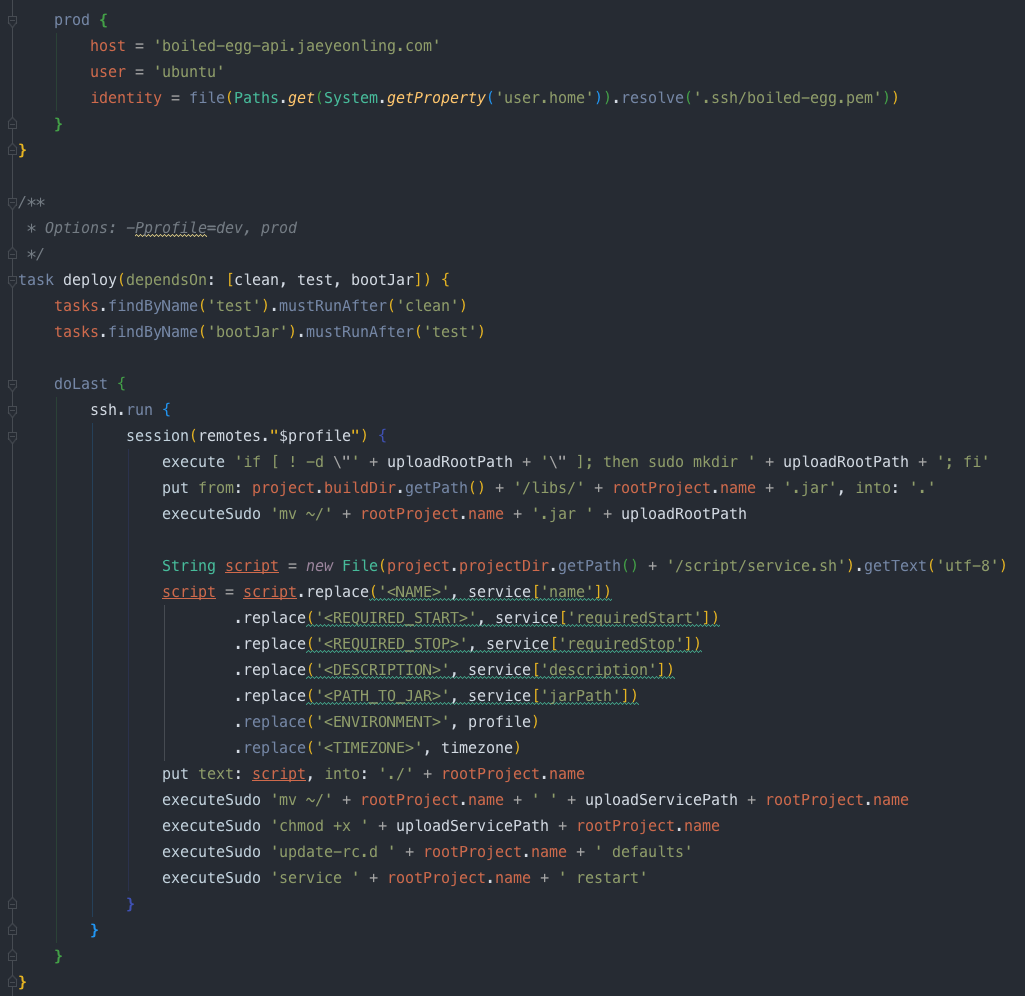 prod {
host = 'boiled-egg-api.jaeyeonling.com'
user = 'ubuntu'
identity = file(Paths.get(System.getProperty('user.home')).resolve('.ssh/boiled-egg.pem'))
}
}
/**
* Options: -Pprofile=dev, prod
*/
task deploy(dependsOn: [clean, test, bootJar]) {
tasks.findByName('test').mustRunAfter('clean')
tasks.findByName('bootJar').mustRunAfter('test')
doLast {
ssh.run {
session(remotes."$profile") {
execute 'if [ ! -d \"' + uploadRootPath + '\" ]; then sudo mkdir ' + uploadRootPath + '; fi'
put from: project.buildDir.getPath() + '/libs/' + rootProject.name + '.jar', into: '.'
executeSudo 'mv ~/' + rootProject.name + '.jar ' + uploadRootPath
String script = new File(project.projectDir.getPath() + '/script/service.sh').getText('utf-8')
script = script.replace('<NAME>', service['name'])
.replace('<REQUIRED_START>', service['requiredStart'])
.replace('<REQUIRED_STOP>', service['requiredStop'])
.replace('<DESCRIPTION>', service['description'])
.replace('<PATH_TO_JAR>', service['jarPath'])
.replace('<ENVIRONMENT>', profile)
.replace('<TIMEZONE>', timezone)
put text: script, into: './' + rootProject.name
executeSudo 'mv ~/' + rootProject.name + ' ' + uploadServicePath + rootProject.name
executeSudo 'chmod +x ' + uploadServicePath + rootProject.name
executeSudo 'update-rc.d ' + rootProject.name + ' defaults'
executeSudo 'service ' + rootProject.name + ' restart'
}
}
}
}